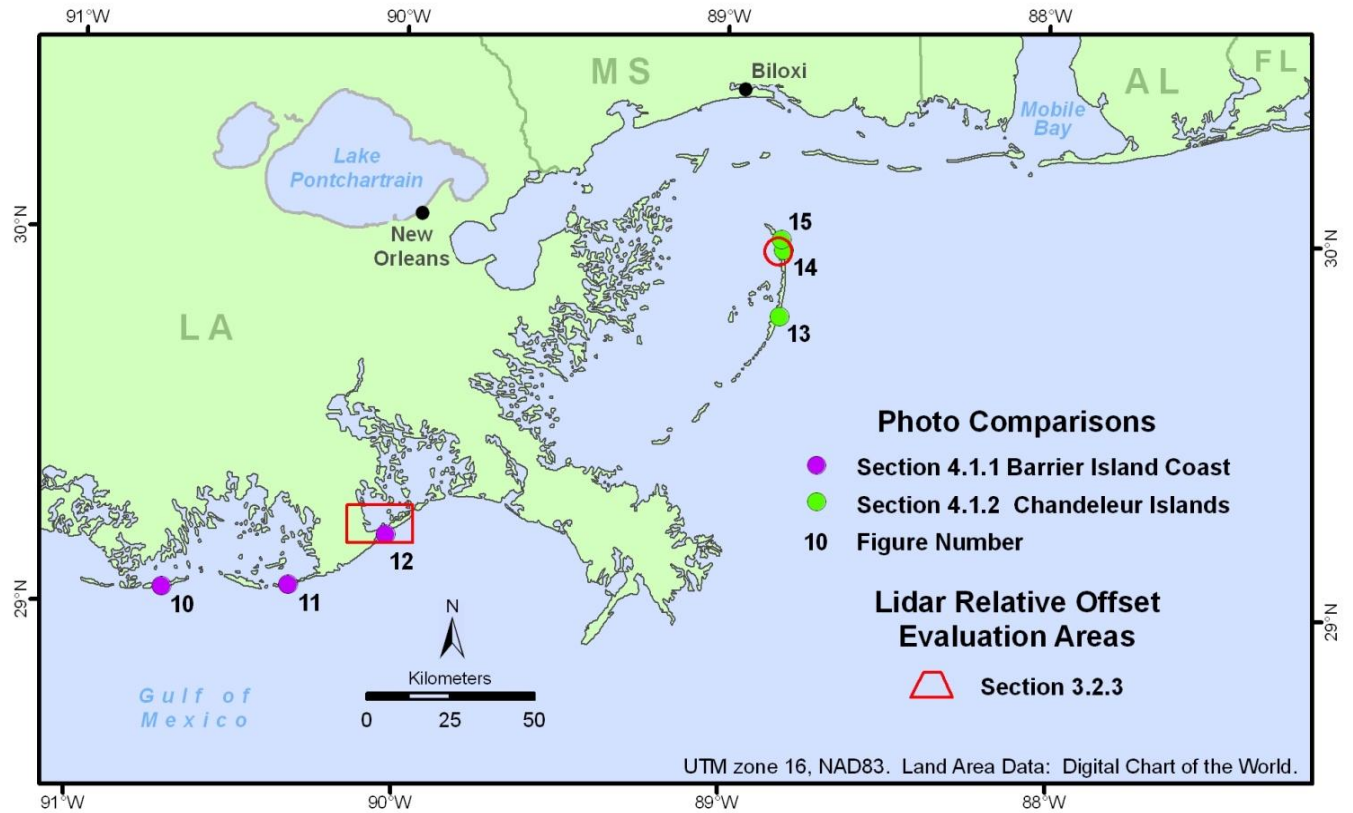 91°W
90°W
89°W
88°W
MS
Biloxi
AL
FL
Mobile
Bay
Lake
Pontchartrain
30°N
New
Orleans
15
30°N
14
LA
13
Photo Comparisons
Section 4.1.1 Barrier Island Coast
Section 4.1.2 Chandeleur Islands
10 Figure Number
12
10
11
29°N
29°N
Lidar Relative Offset
Evaluation Areas
Section 3.2.3
N
Kilometers
0 25 50
Gulf of
Mexico
UTM zone 16, NAD83. Land Area Data: Digital Chart of the World.
91°W
90°W
89°W
88°W